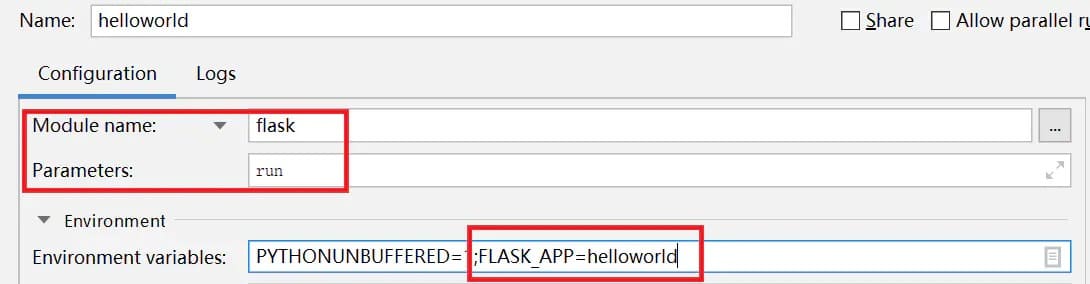 Name: helloworld Share Allow parallel
Configuration Logs
Module name: flask ...
Parameters: run
Environment
Environment variables: PYTHONUNBUFFERED=1;FLASK_APP=helloworld